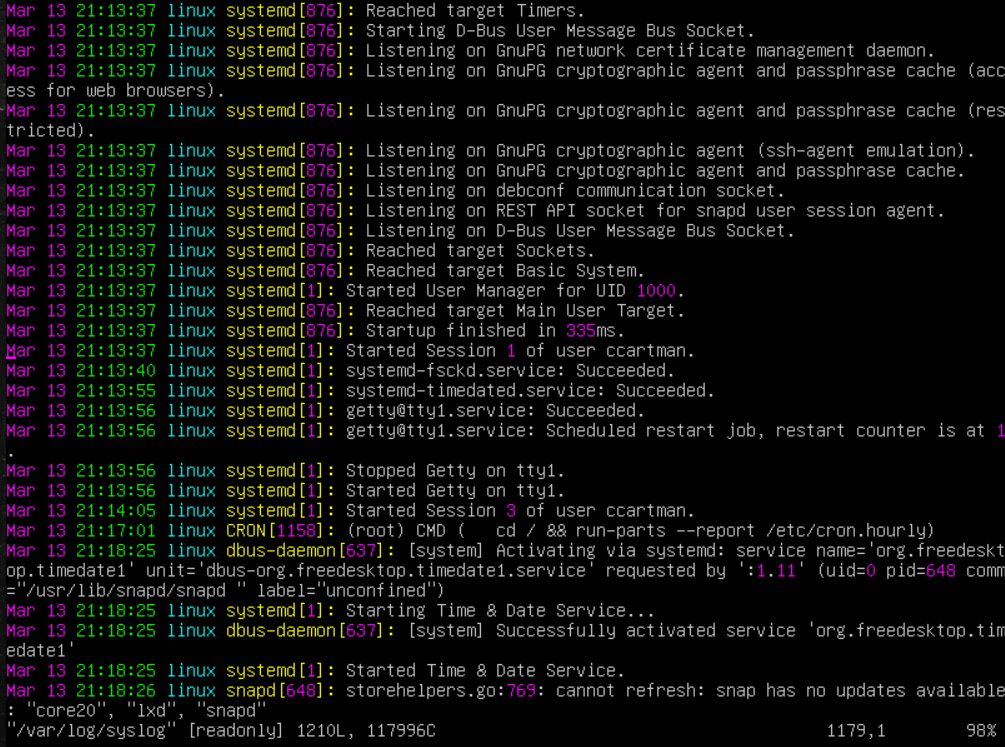 Mar 13 21:13:37 linux systemd[876]: Reached target Timers.
Mar 13 21:13:37 linux systemd[876]: Starting D-Bus User Message Bus Socket.
Mar 13 21:13:37 linux systemd[876]: Listening on GnuPG network certificate management daemon.
Mar 13 21:13:37 linux systemd[876]: Listening on GnuPG cryptographic agent and passphrase cache (acc
ess for web browsers).
Mar 13 21:13:37 linux systemd[876]: Listening on GnuPG cryptographic agent and passphrase cache (res
tricted).
Mar 13 21:13:37 linux systemd[876]: Listening on GnuPG cryptographic agent (ssh-agent emulation).
Mar 13 21:13:37 linux systemd[876]: Listening on GnuPG cryptographic agent and passphrase cache.
Mar 13 21:13:37 linux systemd[876]: Listening on debconf communication socket.
Mar 13 21:13:37 linux systemd[876]: Listening on REST API socket for snapd user session agent.
Mar 13 21:13:37 linux systemd[876]: Listening on D-Bus User Message Bus Socket.
Mar 13 21:13:37 linux systemd[876]: Reached target Sockets.
Mar 13 21:13:37 linux systemd[876]: Reached target Basic System.
Mar 13 21:13:37 linux systemd[1]: Started User Manager for UID 1000.
Mar 13 21:13:37 linux systemd[876]: Reached target Main User Target.
Mar 13 21:13:37 linux systemd[876]: Startup finished in 335ms.
Mar 13 21:13:37 linux systemd[1]: Started Session 1 of user ccartman.
Mar 13 21:13:40 linux systemd[1]: systemd-fsckd.service: Succeeded.
Mar 13 21:13:55 linux systemd[1]: systemd-timedated.service: Succeeded.
Mar 13 21:13:56 linux systemd[1]: getty@tty1.service: Succeeded.
Mar 13 21:13:56 linux systemd[1]: getty@tty1.service: Scheduled restart job, restart counter is at 1
.
Mar 13 21:13:56 linux systemd[1]: Stopped Getty on tty1.
Mar 13 21:13:56 linux systemd[1]: Started Getty on tty1.
Mar 13 21:14:05 linux systemd[1]: Started Session 3 of user ccartman.
Mar 13 21:17:01 linux CRON[1158]: (root) CMD (   cd / && run-parts --report /etc/cron.hourly)
Mar 13 21:18:25 linux dbus-daemon[637]: [system] Activating via systemd: service name='org.freedeskt
op.timedate1' unit='dbus-org.freedesktop.timedate1.service' requested by ':1.11' (uid=0 pid=648 comm
="/usr/lib/snapd/snapd " label="unconfined")
Mar 13 21:18:25 linux systemd[1]: Starting Time & Date Service...
Mar 13 21:18:25 linux dbus-daemon[637]: [system] Successfully activated service 'org.freedesktop.tim
edate1'
Mar 13 21:18:25 linux systemd[1]: Started Time & Date Service.
Mar 13 21:18:26 linux snapd[648]: storehelpers.go:769: cannot refresh: snap has no updates available
: "core20", "lxd", "snapd"
"/var/log/syslog" [readonly] 1210L, 117996C 1179,1 98%